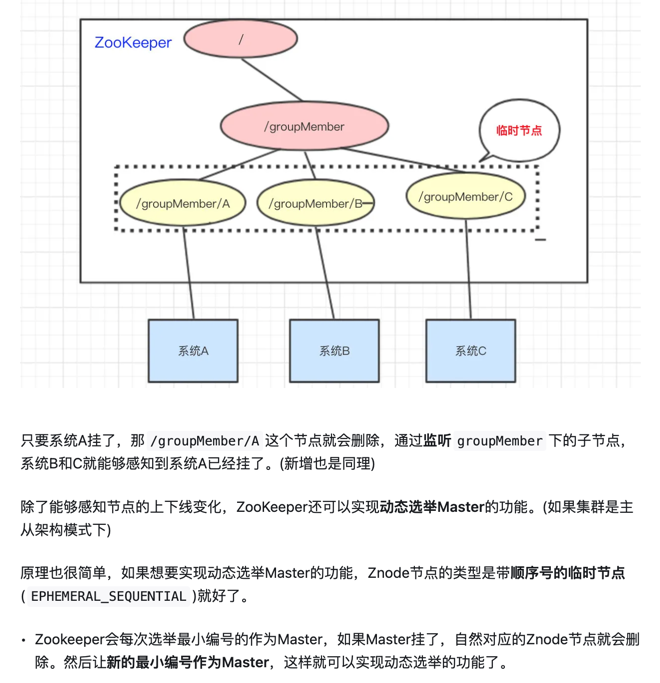 ZooKeeper
/
/groupMember
临时节点
/groupMember/A
/groupMember/B
/groupMember/C
系统A
系统B
系统C
只要系统A挂了，那 /groupMember/A 这个节点就会删除，通过监听 groupMember 下的子节点，
系统B和C就能够感知到系统A已经挂了。(新增也是同理)
除了能够感知节点的上下线变化，ZooKeeper还可以实现动态选举Master的功能。(如果集群是主
从架构模式下)
原理也很简单，如果想要实现动态选举Master的功能，Znode节点的类型是带顺序号的临时节点
( EPHEMERAL_SEQUENTIAL )就好了。
• Zookeeper会每次选举最小编号的作为Master，如果Master挂了，自然对应的Znode节点就会删
除。然后让新的最小编号作为Master，这样就可以实现动态选举的功能了。